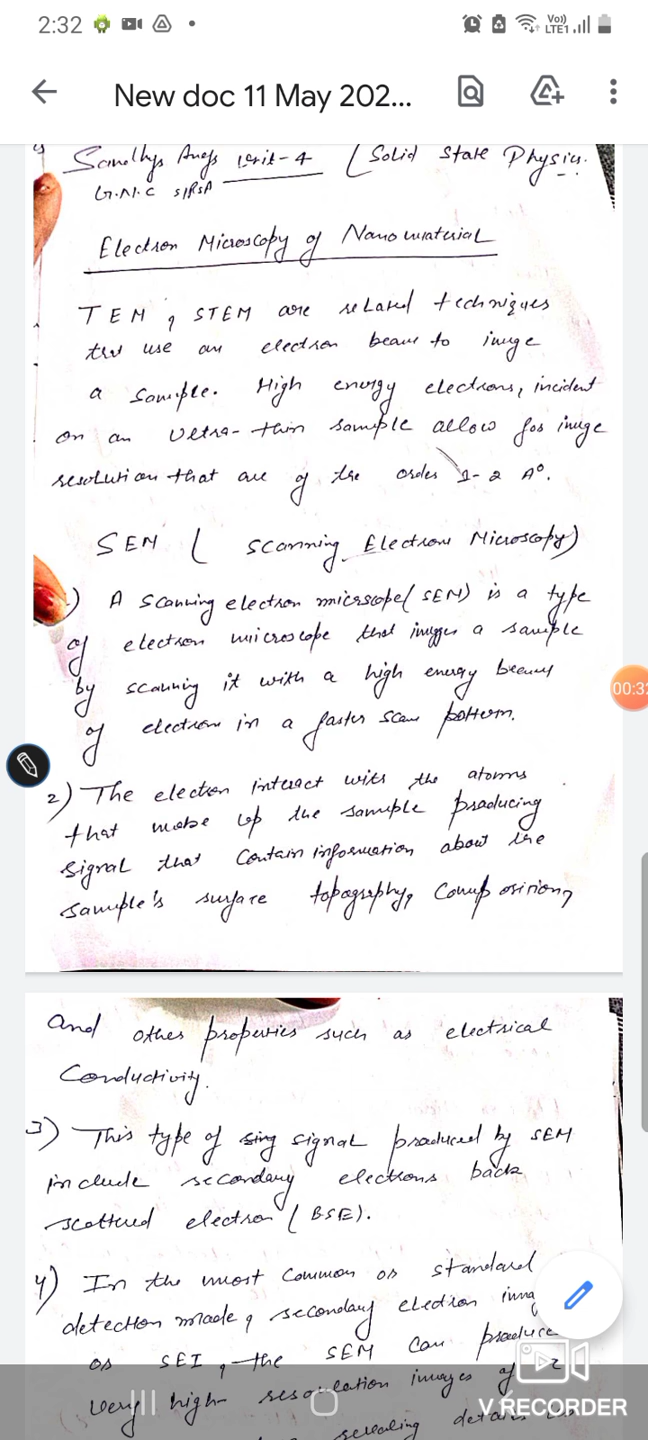 2:32
Vo))
LTE1
New doc 11 May 202...
Unit-4 (Solid State Physics.
G.N.C SIRSA
Electron Microscopy of Nanomaterial
TEM, STEM are related techniques
that use an electron beam to image
a sample. High energy electrons, incident
on an ultra-thin sample allow for image
resolution that are of the order 1-2 A°.
SEM ( Scanning Electron Microscopy)
) A scanning electron microscope (SEM) is a type
of electron microscope that images a sample
by scanning it with a high energy beam
of electron in a faster scan pattern.
00:3
2) The electron interact with the atoms
that make up the sample producing
signal that contain information about the
sample's surface topography, composition,
and other properties such as electrical
Conductivity.
3) This type of sing signal produced by SEM
include secondary electrons back
scattered electron (BSE).
4) In the most common or standard
detection mode, secondary electron
or SEI, the SEM can produce
very high resolution images of
revealing details
V RECORDER